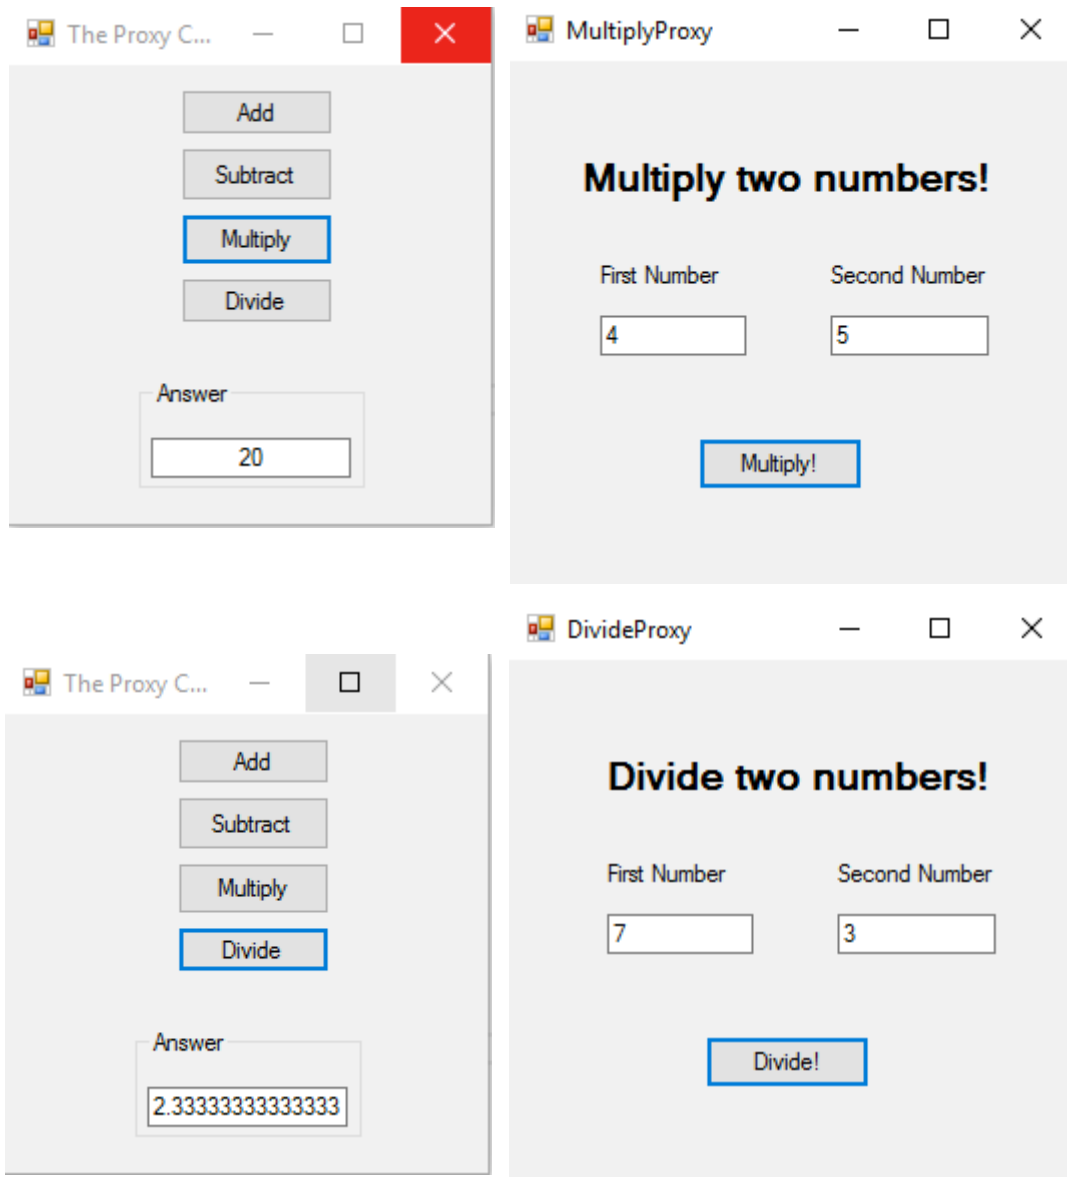 The Proxy C...
Add
Subtract
Multiply
Divide
Answer
20
MultiplyProxy
Multiply two numbers!
First Number Second Number
4 5
Multiply!
The Proxy C...
Add
Subtract
Multiply
Divide
Answer
2.33333333333333
DivideProxy
Divide two numbers!
First Number Second Number
7 3
Divide!